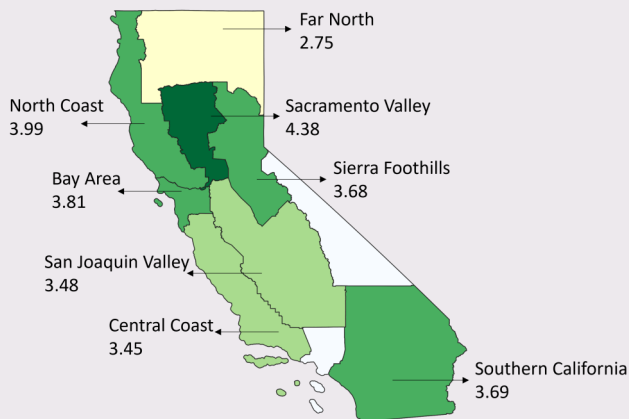 Far North
2.75
North Coast
3.99
Sacramento Valley
4.38
Bay Area
3.81
Sierra Foothills
3.68
San Joaquin Valley
3.48
Central Coast
3.45
Southern California
3.69